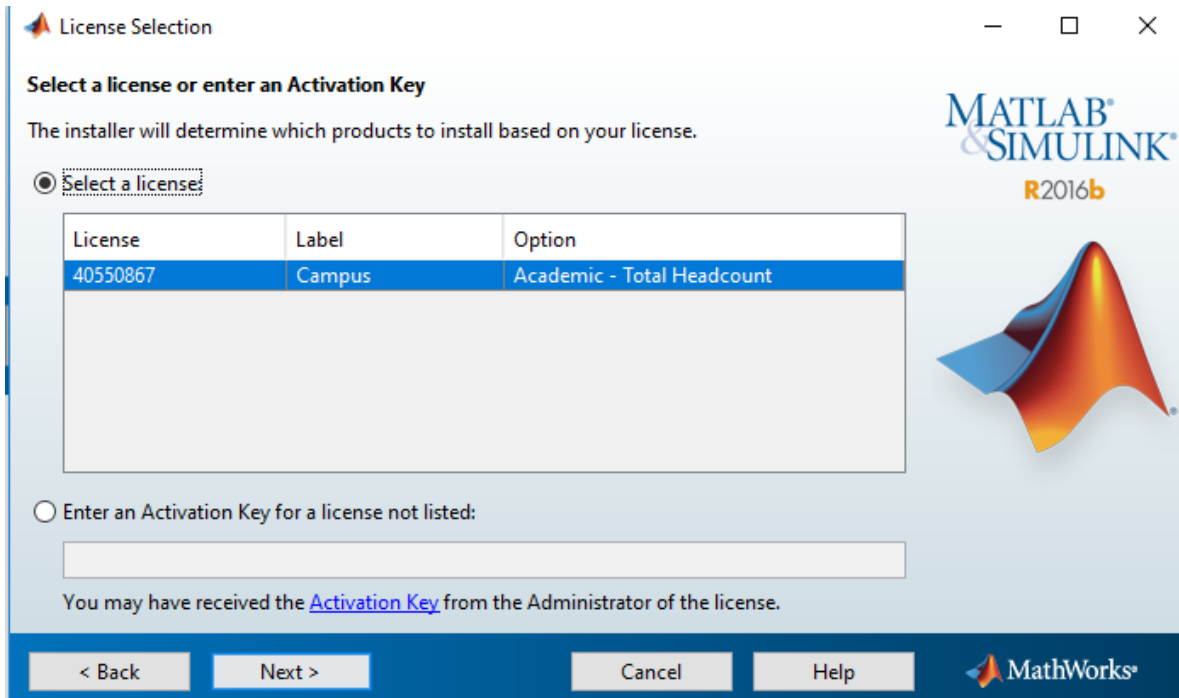 License Selection
Select a license or enter an Activation Key
The installer will determine which products to install based on your license.
MATLAB®
&SIMULINK®
R2016b
Select a license:
License Label Option
40550867 Campus Academic - Total Headcount
Enter an Activation Key for a license not listed:
You may have received the Activation Key from the Administrator of the license.
< Back Next > Cancel Help MathWorks®